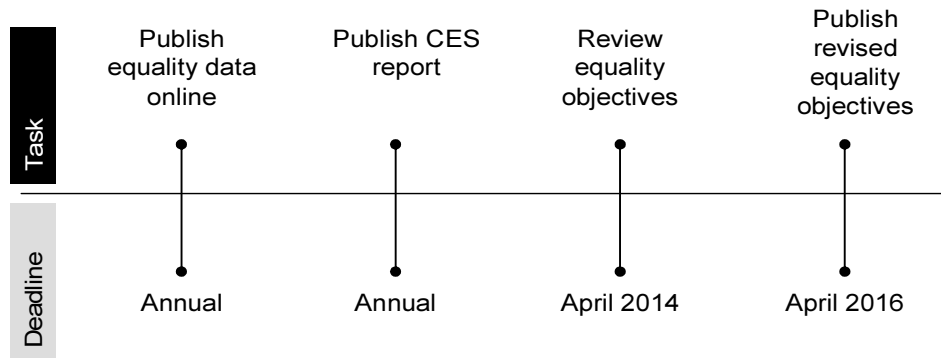 Task
Publish
equality data
online
Publish CES
report
Review
equality
objectives
Publish
revised
equality
objectives
Deadline
Annual
Annual
April 2014
April 2016